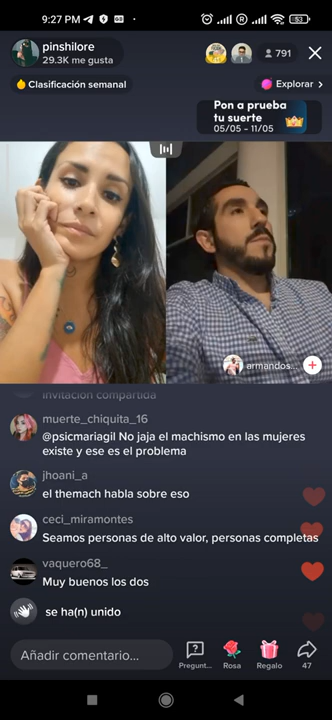 9:27 PM
53
pinshilore
29.3K me gusta
791
Clasificación semanal
Explorar
Pon a prueba
tu suerte
05/05 - 11/05
armandos...
Invitación compartida
muerte_chiquita_16
@psicmariagil No jaja el machismo en las mujeres
existe y ese es el problema
jhoani_a
el themach habla sobre eso
ceci_miramontes
Seamos personas de alto valor, personas completas
vaquero68_
Muy buenos los dos
se ha(n) unido
Añadir comentario...
Pregunt...
Rosa
Regalo
47